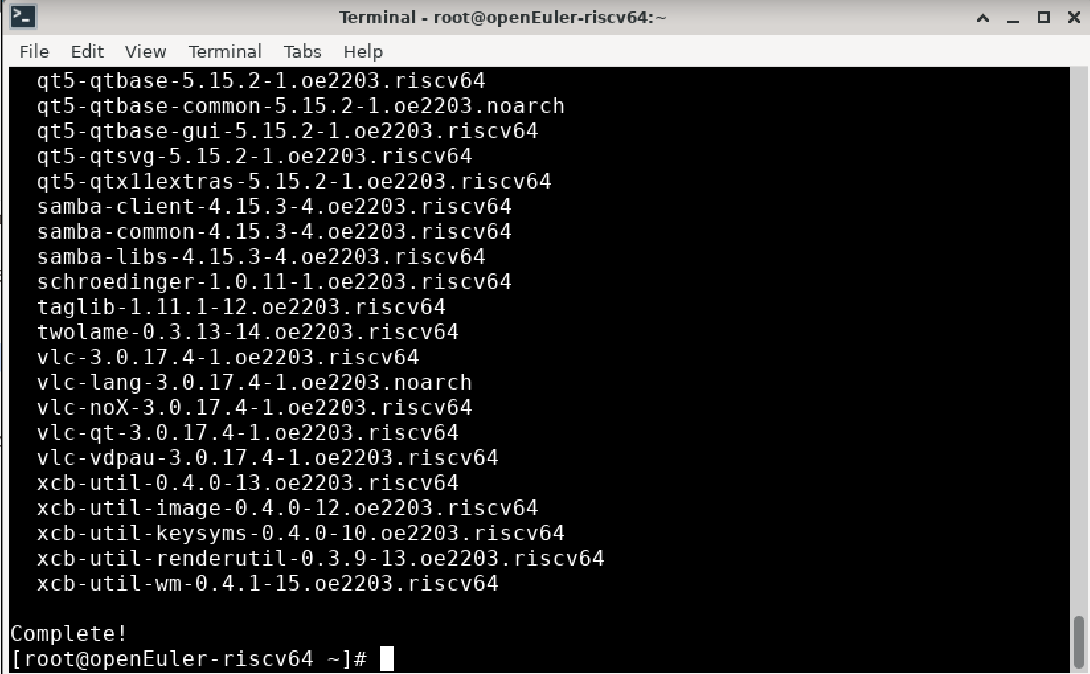 Terminal - root@openEuler-riscv64:~
File Edit View Terminal Tabs Help
qt5-qtbase-5.15.2-1.oe2203.riscv64
qt5-qtbase-common-5.15.2-1.oe2203.noarch
qt5-qtbase-gui-5.15.2-1.oe2203.riscv64
qt5-qtsvg-5.15.2-1.oe2203.riscv64
qt5-qtx11extras-5.15.2-1.oe2203.riscv64
samba-client-4.15.3-4.oe2203.riscv64
samba-common-4.15.3-4.oe2203.riscv64
samba-libs-4.15.3-4.oe2203.riscv64
schroedinger-1.0.11-1.oe2203.riscv64
taglib-1.11.1-12.oe2203.riscv64
twolame-0.3.13-14.oe2203.riscv64
vlc-3.0.17.4-1.oe2203.riscv64
vlc-lang-3.0.17.4-1.oe2203.noarch
vlc-noX-3.0.17.4-1.oe2203.riscv64
vlc-qt-3.0.17.4-1.oe2203.riscv64
vlc-vdpau-3.0.17.4-1.oe2203.riscv64
xcb-util-0.4.0-13.oe2203.riscv64
xcb-util-image-0.4.0-12.oe2203.riscv64
xcb-util-keysyms-0.4.0-10.oe2203.riscv64
xcb-util-renderutil-0.3.9-13.oe2203.riscv64
xcb-util-wm-0.4.1-15.oe2203.riscv64
Complete!
[root@openEuler-riscv64 ~]#